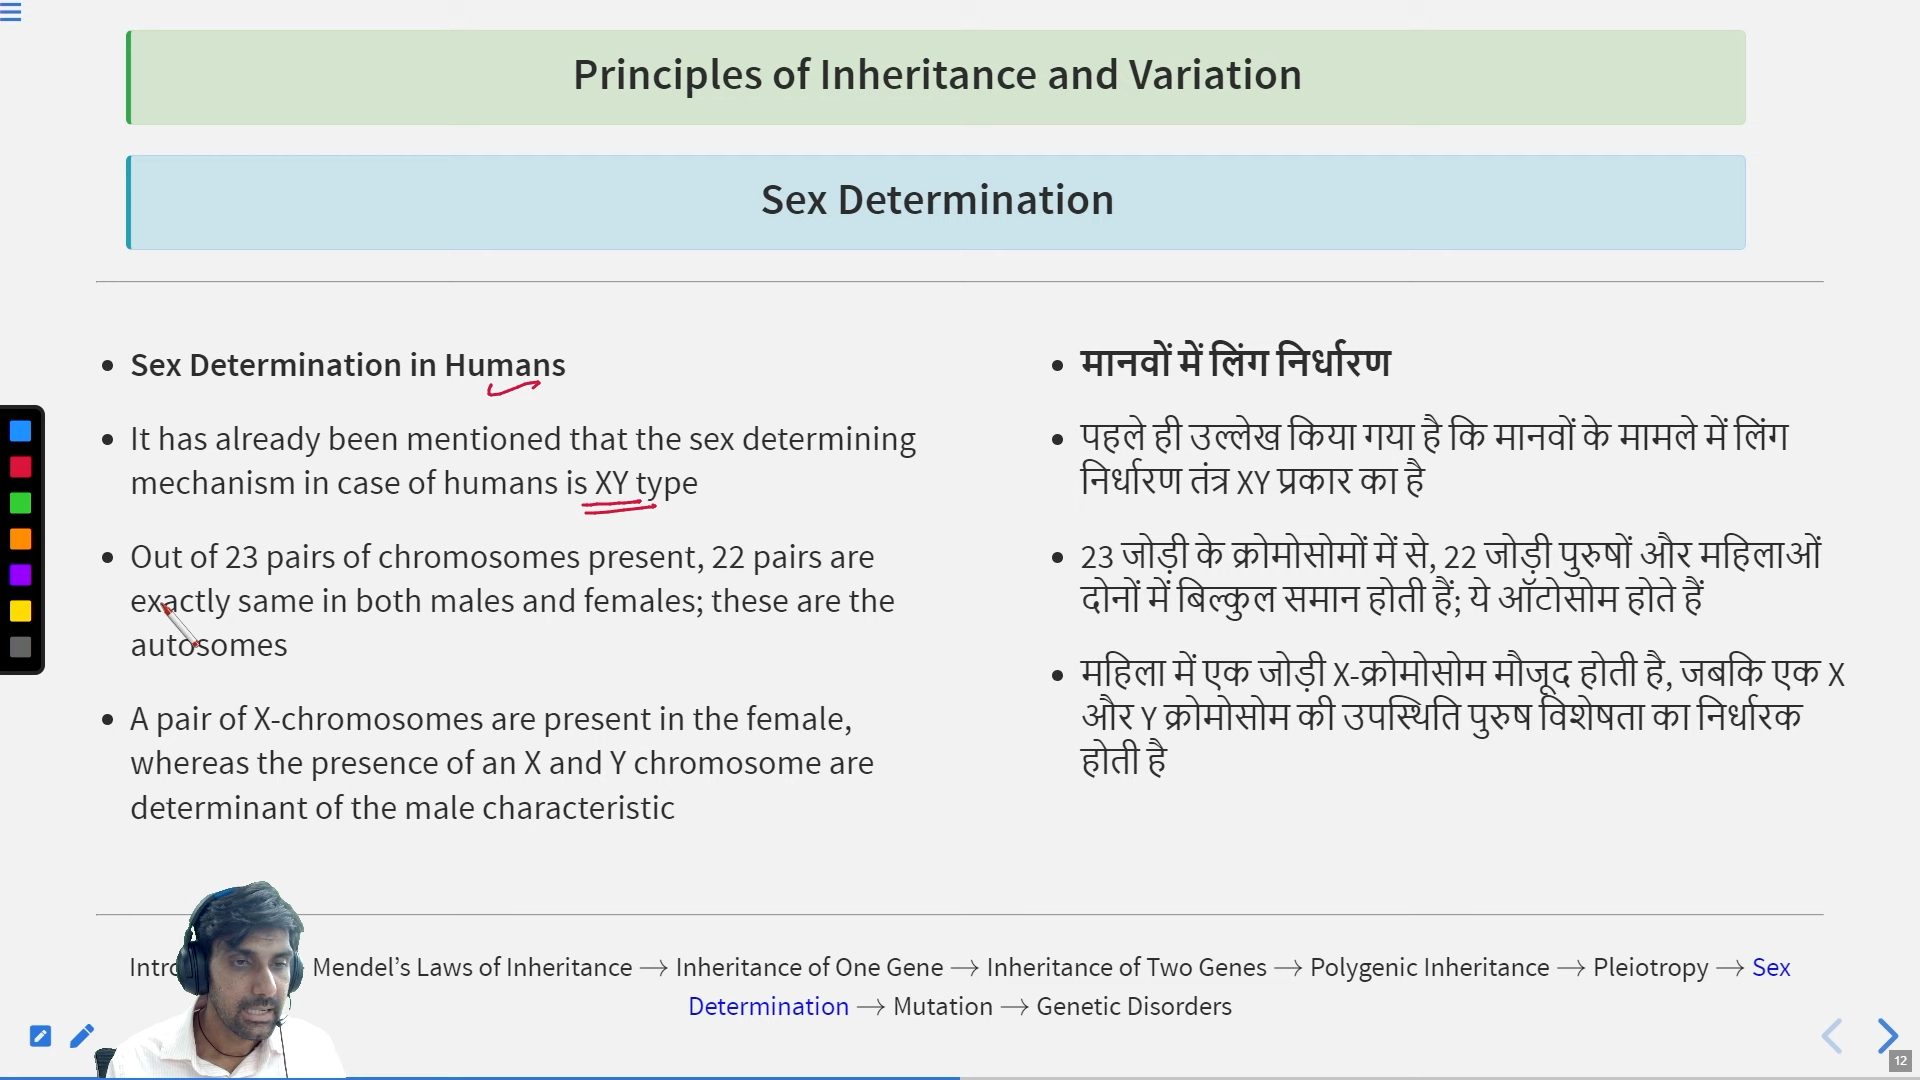 Principles of Inheritance and Variation
Sex Determination
Sex Determination in Humans
It has already been mentioned that the sex determining
mechanism in case of humans is XY type
Out of 23 pairs of chromosomes present, 22 pairs are
exactly same in both males and females; these are the
autosomes
A pair of X-chromosomes are present in the female,
whereas the presence of an X and Y chromosome are
determinant of the male characteristic
मानवों में लिंग निर्धारण
पहले ही उल्लेख किया गया है कि मानवों के मामले में लिंग
निर्धारण तंत्र XY प्रकार का है
23 जोड़ी के क्रोमोसोमों में से, 22 जोड़ी पुरुषों और महिलाओं
दोनों में बिल्कुल समान होती हैं; ये ऑटोसोम होते हैं
महिला में एक जोड़ी X-क्रोमोसोम मौजूद होती है, जबकि एक X
और Y क्रोमोसोम की उपस्थिति पुरुष विशेषता का निर्धारक
होती है
Mendel’s Laws of Inheritance → Inheritance of One Gene → Inheritance of Two Genes → Polygenic Inheritance → Pleiotropy → Sex
Determination → Mutation → Genetic Disorders
12